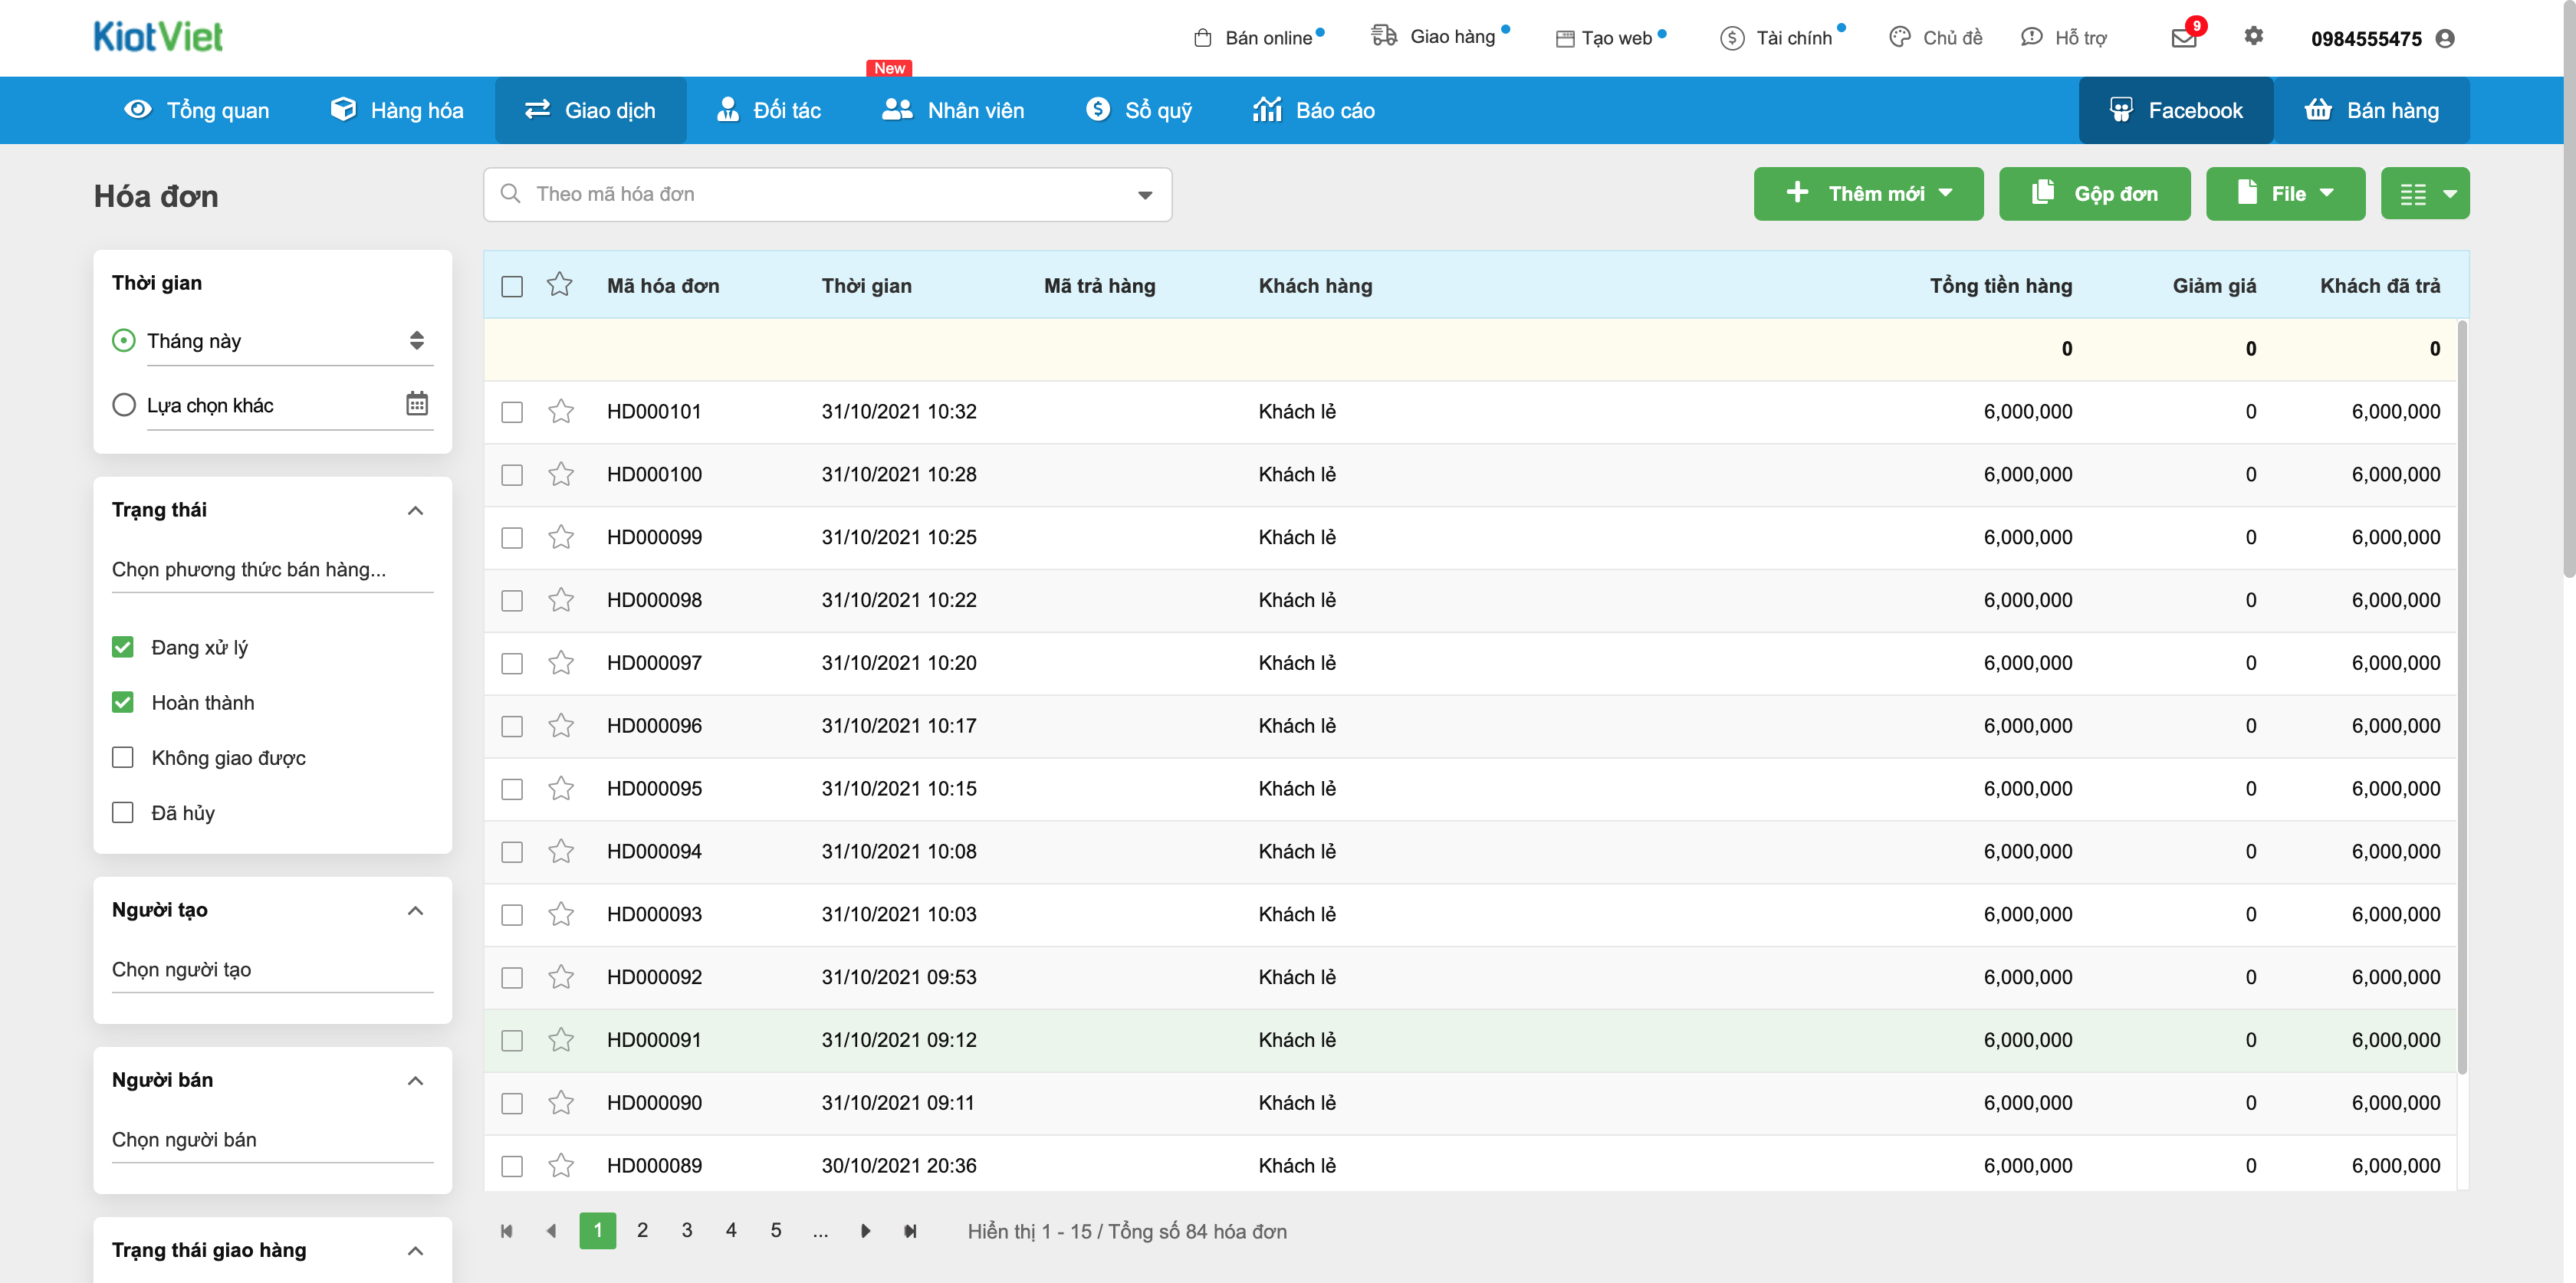 KiotViet
Bán online
Giao hàng
Tạo web
Tài chính
Chủ đề
Hỗ trợ
9
0984555475
New
Tổng quan
Hàng hóa
Giao dịch
Đối tác
Nhân viên
Sổ quỹ
Báo cáo
Facebook
Bán hàng
Hóa đơn
Theo mã hóa đơn
Thêm mới
Gộp đơn
File
Thời gian
Tháng này
Lựa chọn khác
Trạng thái
Chọn phương thức bán hàng...
Đang xử lý
Hoàn thành
Không giao được
Đã hủy
Người tạo
Chọn người tạo
Người bán
Chọn người bán
Trạng thái giao hàng
Mã hóa đơn Thời gian Mã trả hàng Khách hàng Tổng tiền hàng Giảm giá Khách đã trả
0 0 0
HD000101 31/10/2021 10:32 Khách lẻ 6,000,000 0 6,000,000
HD000100 31/10/2021 10:28 Khách lẻ 6,000,000 0 6,000,000
HD000099 31/10/2021 10:25 Khách lẻ 6,000,000 0 6,000,000
HD000098 31/10/2021 10:22 Khách lẻ 6,000,000 0 6,000,000
HD000097 31/10/2021 10:20 Khách lẻ 6,000,000 0 6,000,000
HD000096 31/10/2021 10:17 Khách lẻ 6,000,000 0 6,000,000
HD000095 31/10/2021 10:15 Khách lẻ 6,000,000 0 6,000,000
HD000094 31/10/2021 10:08 Khách lẻ 6,000,000 0 6,000,000
HD000093 31/10/2021 10:03 Khách lẻ 6,000,000 0 6,000,000
HD000092 31/10/2021 09:53 Khách lẻ 6,000,000 0 6,000,000
HD000091 31/10/2021 09:12 Khách lẻ 6,000,000 0 6,000,000
HD000090 31/10/2021 09:11 Khách lẻ 6,000,000 0 6,000,000
HD000089 30/10/2021 20:36 Khách lẻ 6,000,000 0 6,000,000
1 2 3 4 5 ... Hiển thị 1 - 15 / Tổng số 84 hóa đơn